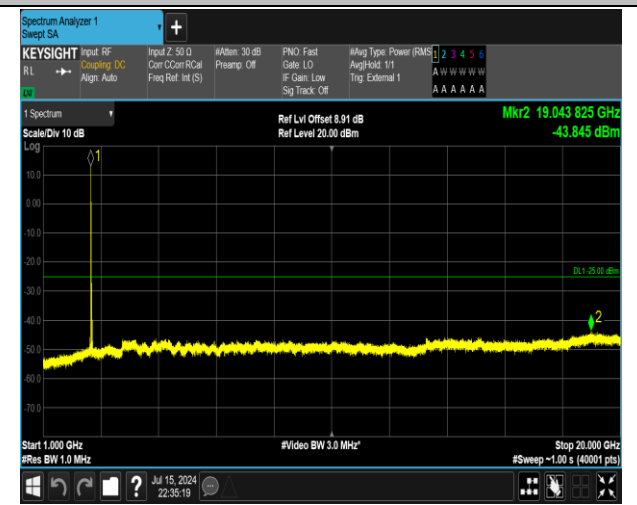 Spectrum Analyzer 1
Swept SA
+
KEYSIGHT
RL
LW
Input: RF
Coupling: DC
Align: Auto
Input Z: 50 Ω
Corr CCorr RCal
Freq Ref: Int (S)
#Atten: 30 dB
Preamp: Off
PNO: Fast
Gate: LO
IF Gain: Low
Sig Track: Off
#Avg Type: Power (RMS
Avg|Hold: 1/1
Trig: External 1
1 2 3 4 5 6
A W W W W W
A A A A A A
1 Spectrum
Scale/Div 10 dB
Log
Ref Lvl Offset 8.91 dB
Ref Level 20.00 dBm
Mkr2 19.043 825 GHz
-43.845 dBm
1
10.0
0.00
-10.0
-20.0
DL1 -25.00 dBm
-30.0
2
-40.0
-50.0
-60.0
-70.0
Start 1.000 GHz
#Res BW 1.0 MHz
#Video BW 3.0 MHz*
Stop 20.000 GHz
#Sweep ~1.00 s (40001 pts)
?
Jul 15, 2024
22:35:19